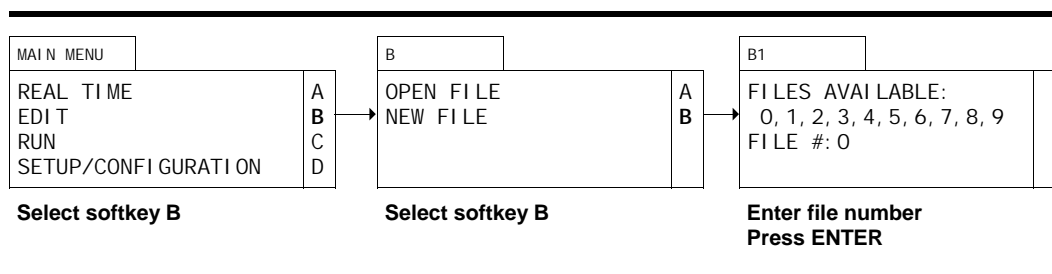 MAIN MENU
REAL TIME A
EDIT B
RUN C
SETUP/CONFIGURATION D
Select softkey B
B
OPEN FILE A
NEW FILE B
Select softkey B
B1
FILES AVAILABLE:
0,1,2,3,4,5,6,7,8,9
FILE #:0
Enter file number
Press ENTER